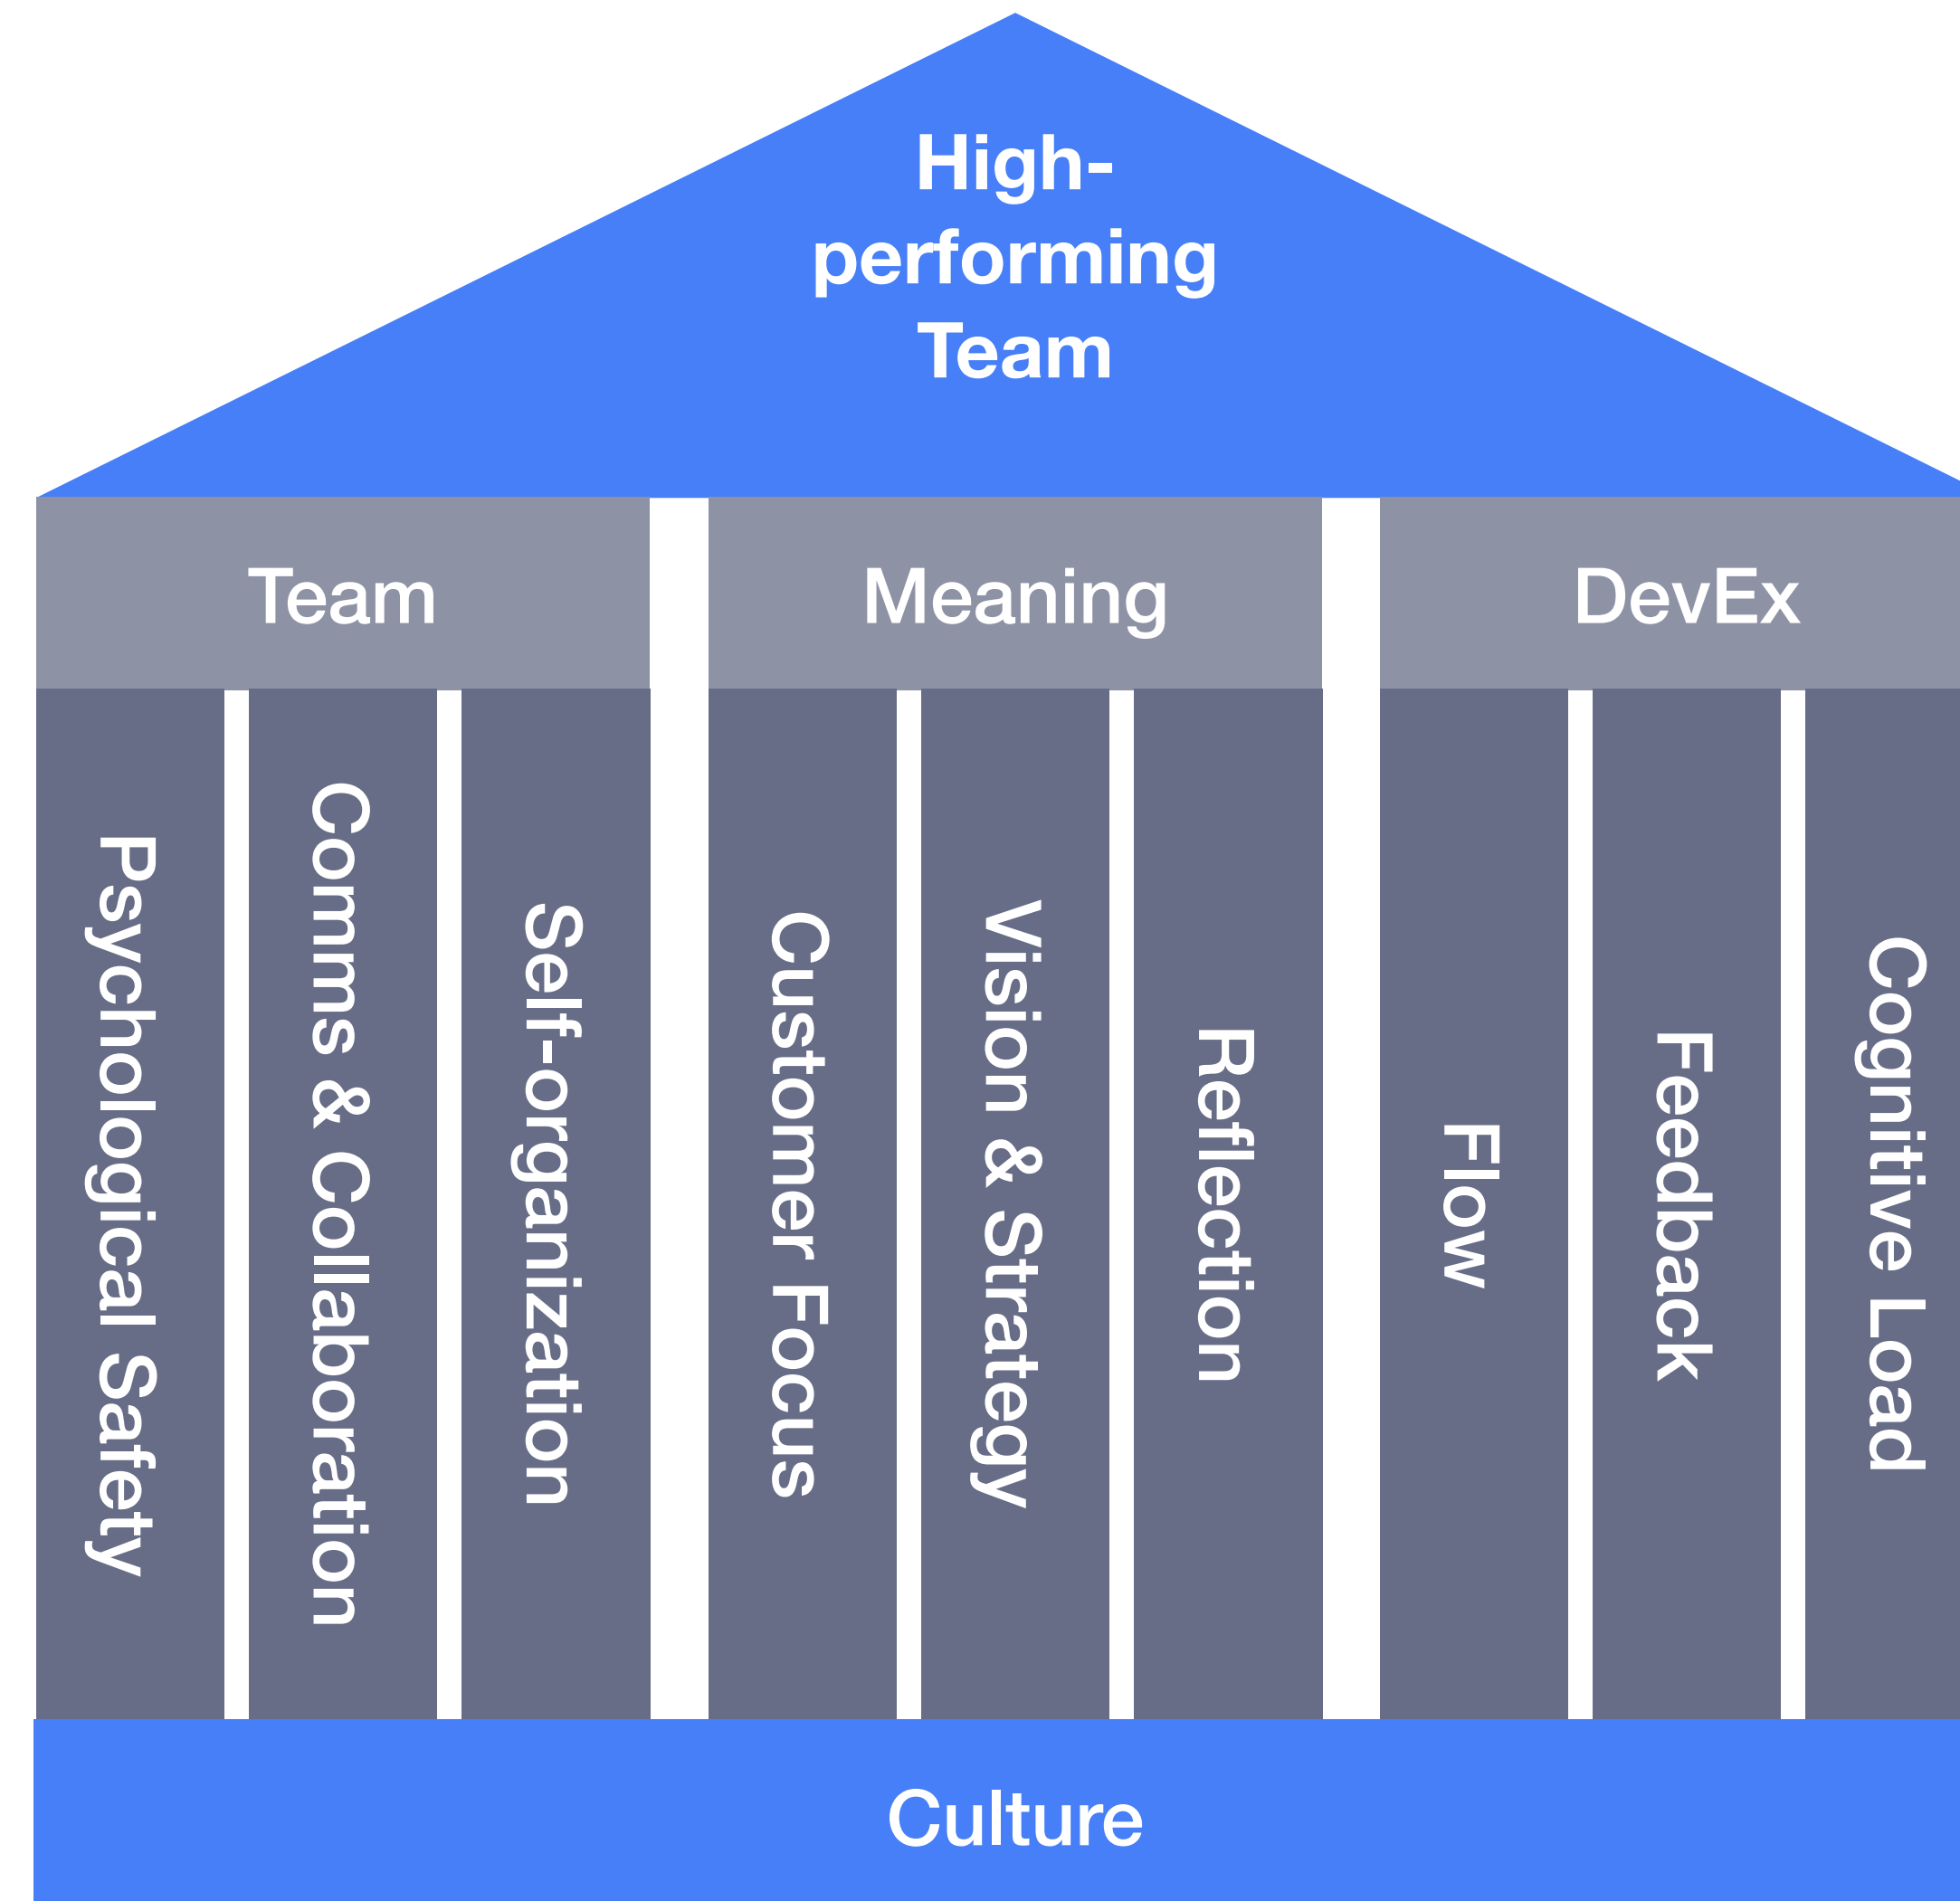 High-
performing
Team
Team
Meaning
DevEx
Psychological Safety
Comms & Collaboration
Self-organization
Customer Focus
Vision & Strategy
Reflection
Flow
Feedback
Cognitive Load
Culture